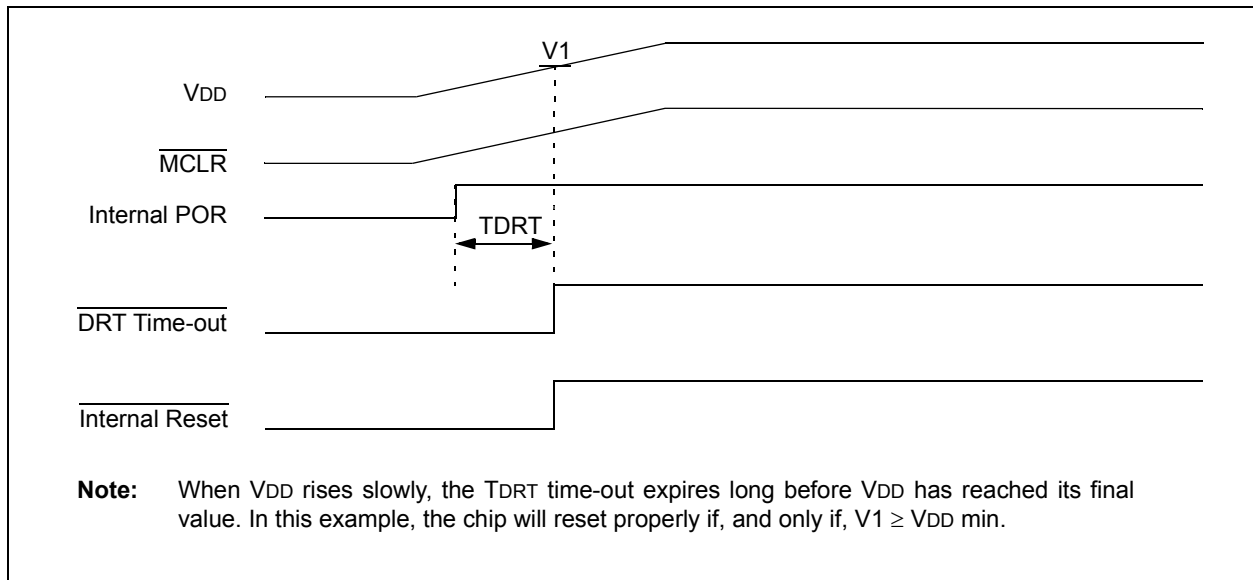 V1
VDD
MCLR
Internal POR
TDRT
DRT Time-out
Internal Reset
Note: When VDD rises slowly, the TDRT time-out expires long before VDD has reached its final
value. In this example, the chip will reset properly if, and only if, V1 ≥ VDD min.